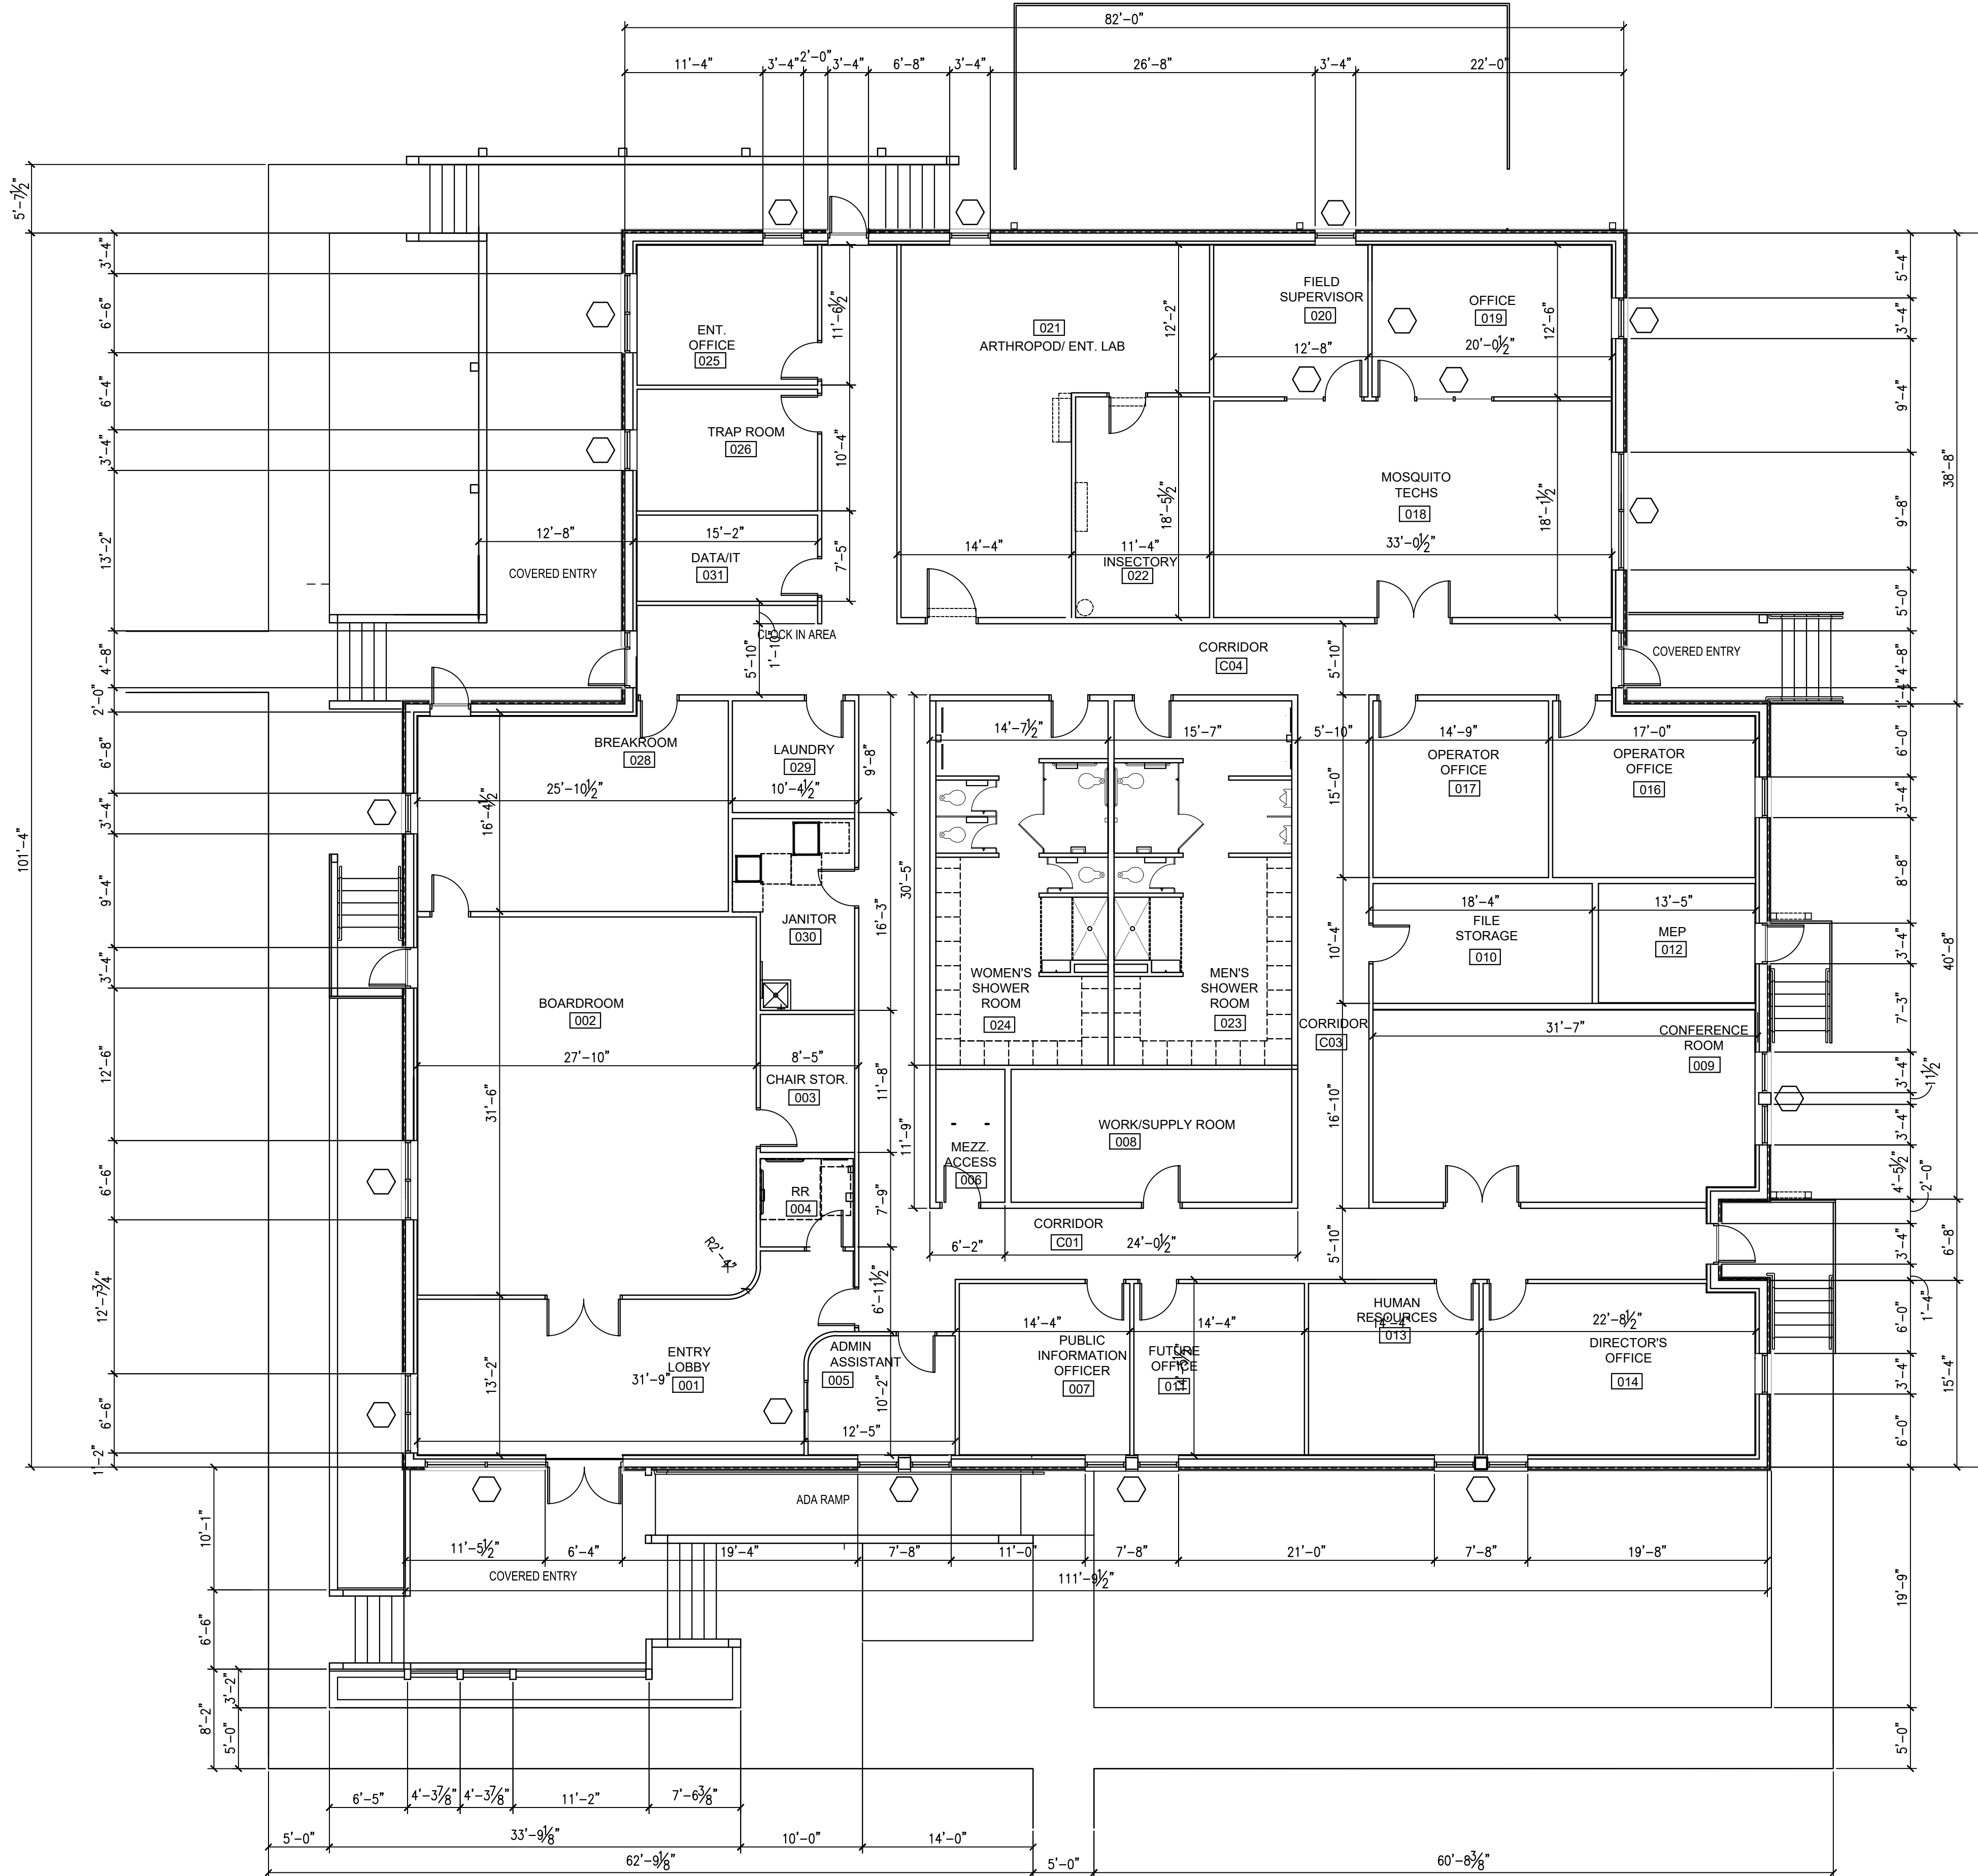 82'-0"
11'-4"
3'-4"
2'-0"
3'-4"
6'-8"
3'-4"
26'-8"
3'-4"
22'-0"
5'-7½"
101'-4"
3'-4"
6'-6"
6'-4"
3'-4"
13'-2"
4'-8"
2'-0"
6'-8"
3'-4"
9'-4"
3'-4"
12'-6"
6'-6"
12'-7¾"
6'-6"
1'-2"
10'-1"
6'-6"
8'-2"
3'-2"
5'-0"
ENT.
OFFICE
025
11'-6½"
TRAP ROOM
026
10'-4"
12'-8"
15'-2"
DATA/IT
031
7'-5"
COVERED ENTRY
CLOCK IN AREA
5'-10"
1'-10"
021
ARTHROPOD/ ENT. LAB
12'-2"
14'-4"
11'-4"
INSECTORY
022
18'-5½"
FIELD
SUPERVISOR
020
12'-8"
OFFICE
019
20'-0½"
12'-6"
MOSQUITO
TECHS
018
33'-0½"
18'-1½"
CORRIDOR
C04
5'-10"
COVERED ENTRY
BREAKROOM
028
25'-10½"
16'-4½"
LAUNDRY
029
10'-4½"
9'-8"
JANITOR
030
16'-3"
BOARDROOM
002
27'-10"
31'-6"
8'-5"
CHAIR STOR.
003
11'-8"
RR
004
7'-9"
R2'-4"
6'-11½"
14'-7½"
15'-7"
5'-10"
14'-9"
17'-0"
30'-5"
WOMEN'S
SHOWER
ROOM
024
MEN'S
SHOWER
ROOM
023
CORRIDOR
C03
11'-9"
MEZZ.
ACCESS
006
WORK/SUPPLY ROOM
008
CORRIDOR
C01
6'-2"
24'-0½"
OPERATOR
OFFICE
017
OPERATOR
OFFICE
016
15'-0"
18'-4"
13'-5"
FILE
STORAGE
010
MEP
012
10'-4"
31'-7"
CONFERENCE
ROOM
009
16'-10"
5'-10"
ENTRY
LOBBY
31'-9"
001
13'-2"
ADMIN
ASSISTANT
005
10'-2"
12'-5"
14'-4"
PUBLIC
INFORMATION
OFFICER
007
14'-4"
FUTURE
OFFICE
011
14'-5½"
HUMAN
RESOURCES
14'-4"
013
22'-8½"
DIRECTOR'S
OFFICE
014
5'-4"
3'-4"
9'-4"
9'-8"
5'-0"
4'-8"
1'-4"
6'-0"
3'-4"
8'-8"
3'-4"
7'-3"
3'-4"
11½"
3'-4"
4'-5½"
2'-0"
3'-4"
1'-4"
6'-0"
3'-4"
6'-0"
38'-8"
40'-8"
6'-8"
15'-4"
19'-9"
5'-0"
ADA RAMP
11'-5½"
6'-4"
19'-4"
7'-8"
11'-0"
7'-8"
21'-0"
7'-8"
19'-8"
COVERED ENTRY
111'-9½"
6'-5"
4'-3⅞"
4'-3⅞"
11'-2"
7'-6⅜"
5'-0"
33'-9⅛"
10'-0"
14'-0"
62'-9⅛"
5'-0"
60'-8⅜"